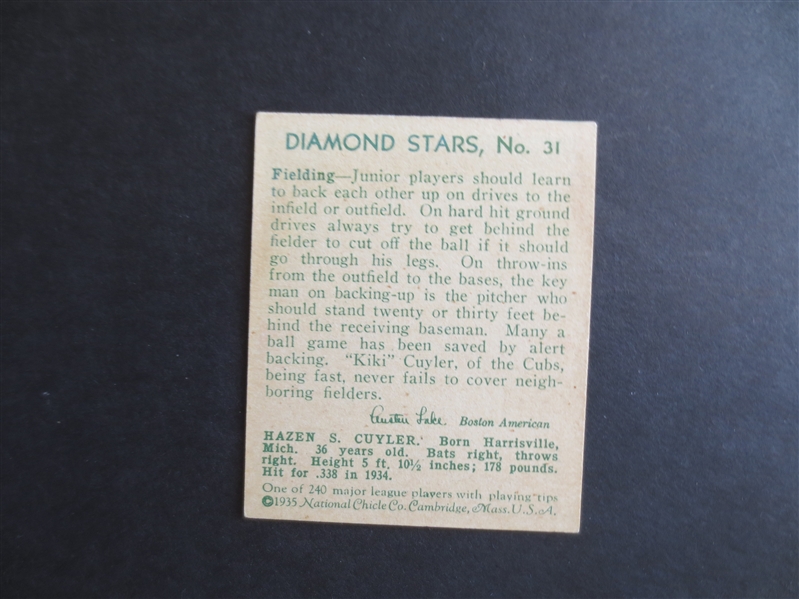 DIAMOND STARS, No. 31
Fielding—Junior players should learn
to back each other up on drives to the
infield or outfield. On hard hit ground
drives always try to get behind the
fielder to cut off the ball if it should
go through his legs. On throw-ins
from the outfield to the bases, the key
man on backing-up is the pitcher who
should stand twenty or thirty feet be-
hind the receiving baseman. Many a
ball game has been saved by alert
backing. "Kiki" Cuyler, of the Cubs,
being fast, never fails to cover neigh-
boring fielders.
Austen Lake Boston American
HAZEN S. CUYLER. Born Harrisville,
Mich. 36 years old. Bats right, throws
right. Height 5 ft. 10½ inches; 178 pounds.
Hit for .338 in 1934.
One of 240 major league players with playing tips
©1935 National Chicle Co. Cambridge, Mass. U.S.A.